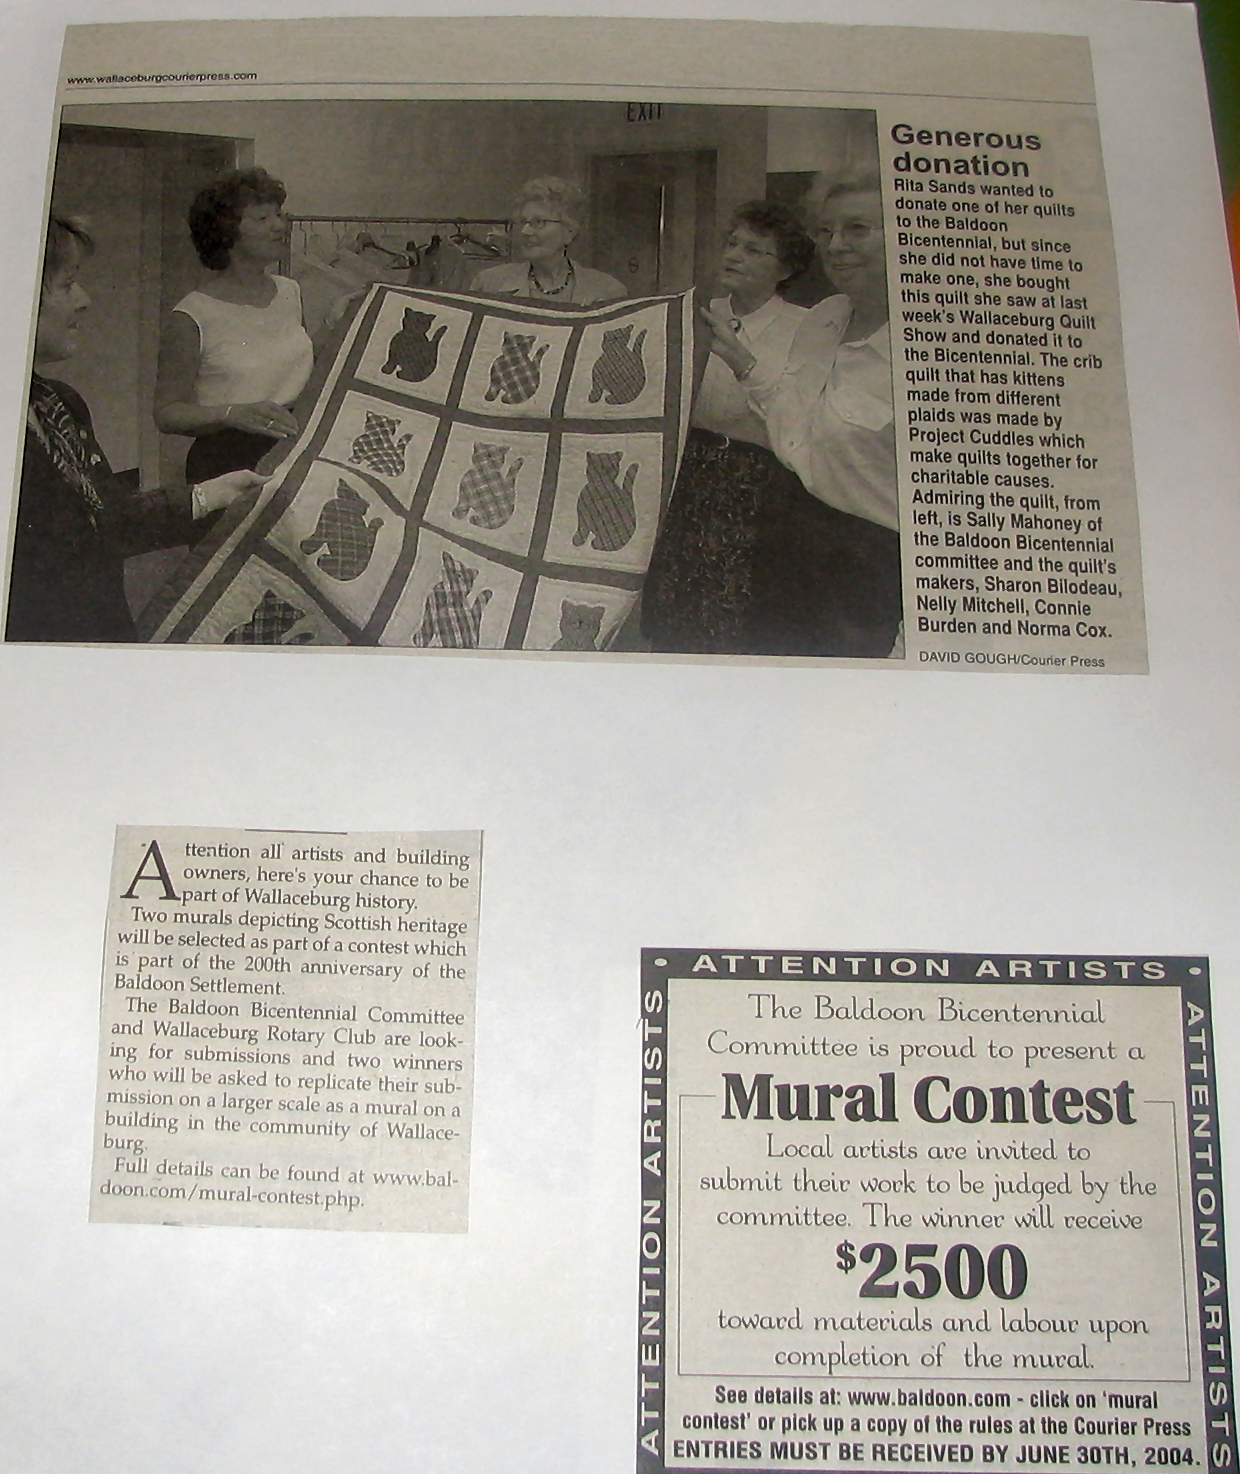 www.wallaceburgcourierpress.com
EXIT
Generous
donation
Rita Sands wanted to
donate one of her quilts
to the Baldoon
Bicentennial, but since
she did not have time to
make one, she bought
this quilt she saw at last
week's Wallaceburg Quilt
Show and donated it to
the Bicentennial. The crib
quilt that has kittens
made from different
plaids was made by
Project Cuddles which
make quilts together for
charitable causes.
Admiring the quilt, from
left, is Sally Mahoney of
the Baldoon Bicentennial
committee and the quilt's
makers, Sharon Bilodeau,
Nelly Mitchell, Connie
Burden and Norma Cox.
DAVID GOUGH/Courier Press
Attention all artists and building
owners, here's your chance to be
part of Wallaceburg history.
Two murals depicting Scottish heritage
will be selected as part of a contest which
is part of the 200th anniversary of the
Baldoon Settlement.
The Baldoon Bicentennial Committee
and Wallaceburg Rotary Club are look-
ing for submissions and two winners
who will be asked to replicate their sub-
mission on a larger scale as a mural on a
building in the community of Wallace-
burg.
Full details can be found at www.bal-
doon.com/mural-contest.php.
• ATTENTION ARTISTS •
ATTENTION ARTISTS
ATTENTION ARTISTS
The Baldoon Bicentennial
Committee is proud to present a
Mural Contest
Local artists are invited to
submit their work to be judged by the
committee. The winner will receive
$2500
toward materials and labour upon
completion of the mural.
See details at: www.baldoon.com - click on 'mural
contest' or pick up a copy of the rules at the Courier Press
ENTRIES MUST BE RECEIVED BY JUNE 30TH, 2004.